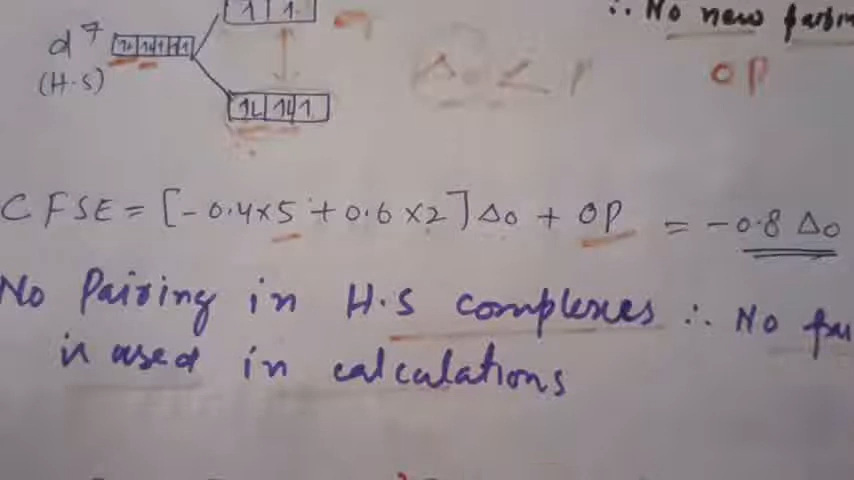 ∴ No new
d⁷
(H-S)
Δo < P
OP
CFSE = [-0.4×5 + 0.6×2] Δo + OP = -0.8 Δo
No Pairing in H.S complexes ∴ No
is used in calculations